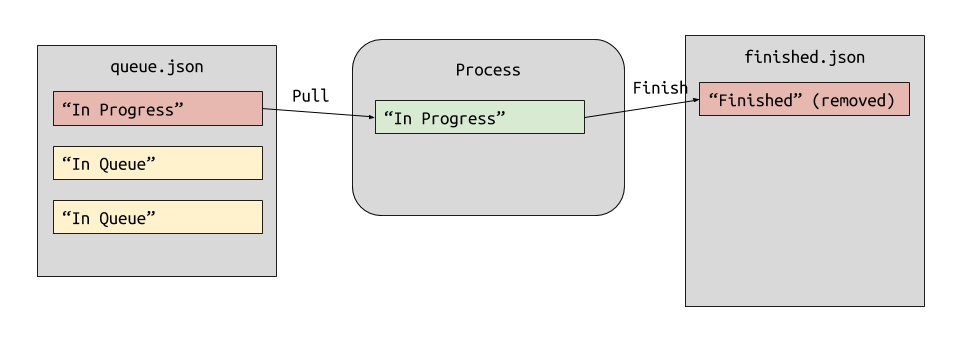 queue.json
“In Progress”
“In Queue”
“In Queue”
Pull
Process
“In Progress”
Finish
finished.json
“Finished” (removed)